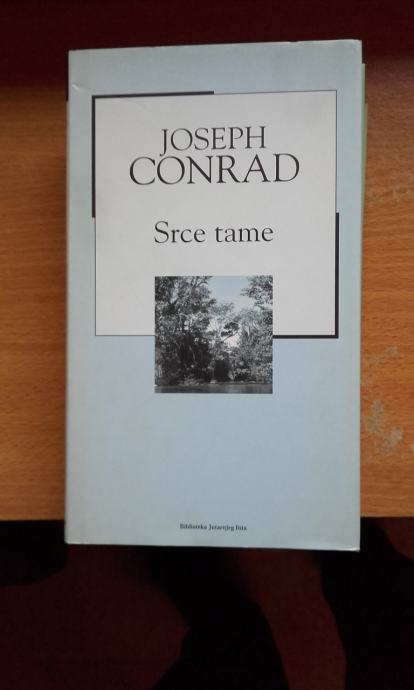 JOSEPH
CONRAD
Srce tame
Biblioteka Jutarnjeg lista